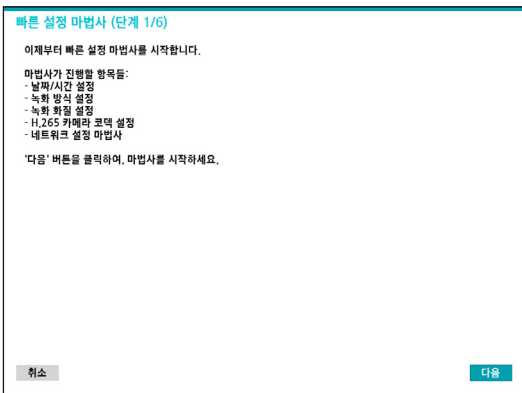 빠른 설정 마법사 (단계 1/6)
이제부터 빠른 설정 마법사를 시작합니다.
마법사가 진행할 항목들:
- 날짜/시간 설정
- 녹화 방식 설정
- 녹화 화질 설정
- H.265 카메라 코덱 설정
- 네트워크 설정 마법사
'다음' 버튼을 클릭하여, 마법사를 시작하세요.
취소
다음